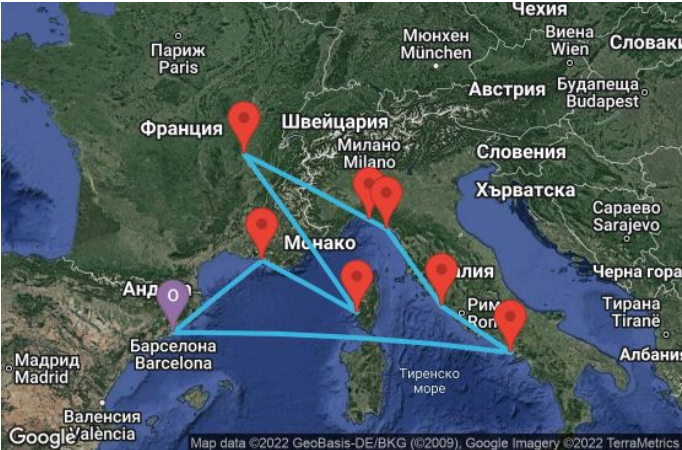 Чехия
Париж
Paris
Мюнхен
München
Виена
Wien
Словаки
Австрия
Будапеща
Budapest
Франция
Швейцария
Милано
Milano
Словения
Хърватска
Сараево
Sarajevo
Монако
алия
Черна гора
Анд
О
Рим
Тирана
Tiranë
Барселона
Barcelona
Албания
Мадрид
Madrid
Тиренско
море
Валенсия
València
Google
Map data ©2022 GeoBasis-DE/BKG (©2009), Google Imagery ©2022 TerraMetrics